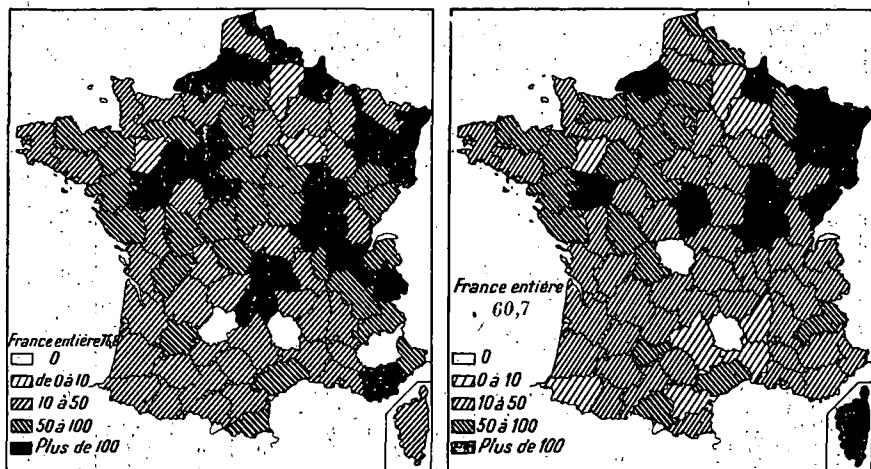 France entière
0
de 0 à 10
10 à 50
50 à 100
Plus de 100
France entière
60,7
0
0 à 10
10 à 50
50 à 100
Plus de 100